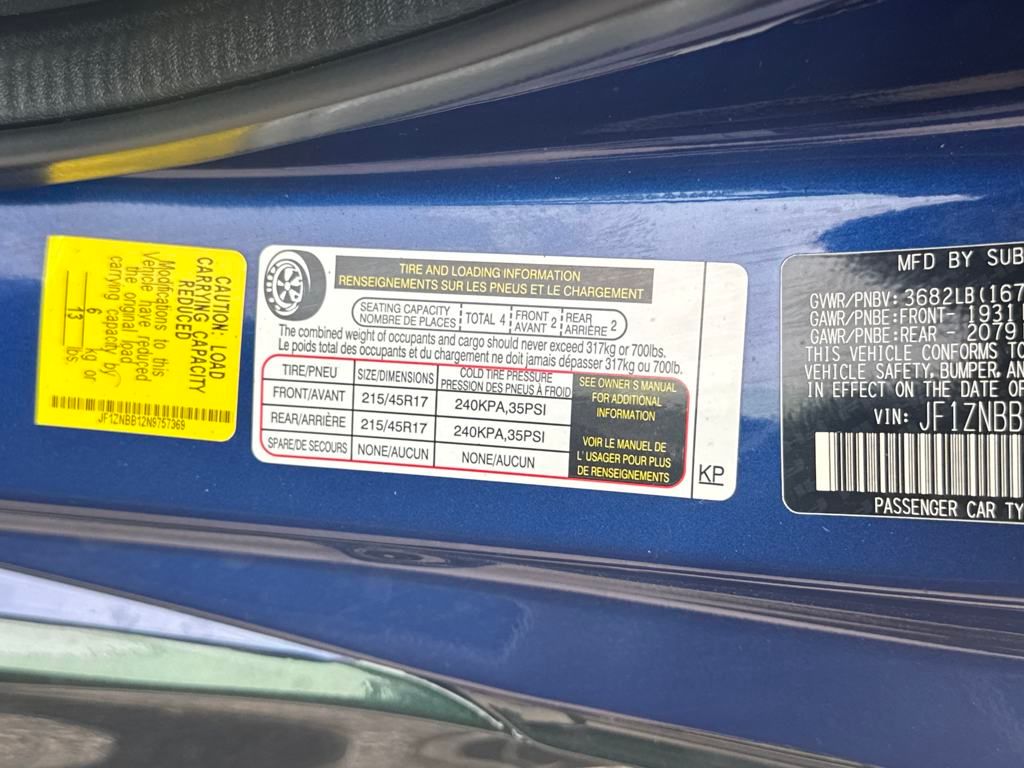 CAUTION: LOAD
CARRYING CAPACITY
REDUCED
Modifications to this
Vehicle have reduced
the original load
carrying capacity by
6 kg or
13 lbs
JF1ZNBB12N9757369
TIRE AND LOADING INFORMATION
RENSEIGNEMENTS SUR LES PNEUS ET LE CHARGEMENT
SEATING CAPACITY TOTAL 4 FRONT 2 REAR 2
NOMBRE DE PLACES AVANT ARRIÈRE
The combined weight of occupants and cargo should never exceed 317kg or 700lbs.
Le poids total des occupants et du chargement ne doit jamais dépasser 317kg ou 700lb.
TIRE/PNEU SIZE/DIMENSIONS COLD TIRE PRESSURE
PRESSION DES PNEUS À FROID
FRONT/AVANT 215/45R17 240KPA,35PSI
REAR/ARRIÈRE 215/45R17 240KPA,35PSI
SPARE/DE SECOURS NONE/AUCUN NONE/AUCUN
SEE OWNER'S MANUAL
FOR ADDITIONAL
INFORMATION
VOIR LE MANUEL DE
L' USAGER POUR PLUS
DE RENSEIGNEMENTS
KP
MFD BY SUB
GVWR/PNBV: 3682LB(167
GAWR/PNBE:FRONT- 1931
GAWR/PNBE:REAR - 2079
THIS VEHICLE CONFORMS TO
VEHICLE SAFETY, BUMPER, AN
IN EFFECT ON THE DATE OF
VIN: JF1ZNBB
PASSENGER CAR TY